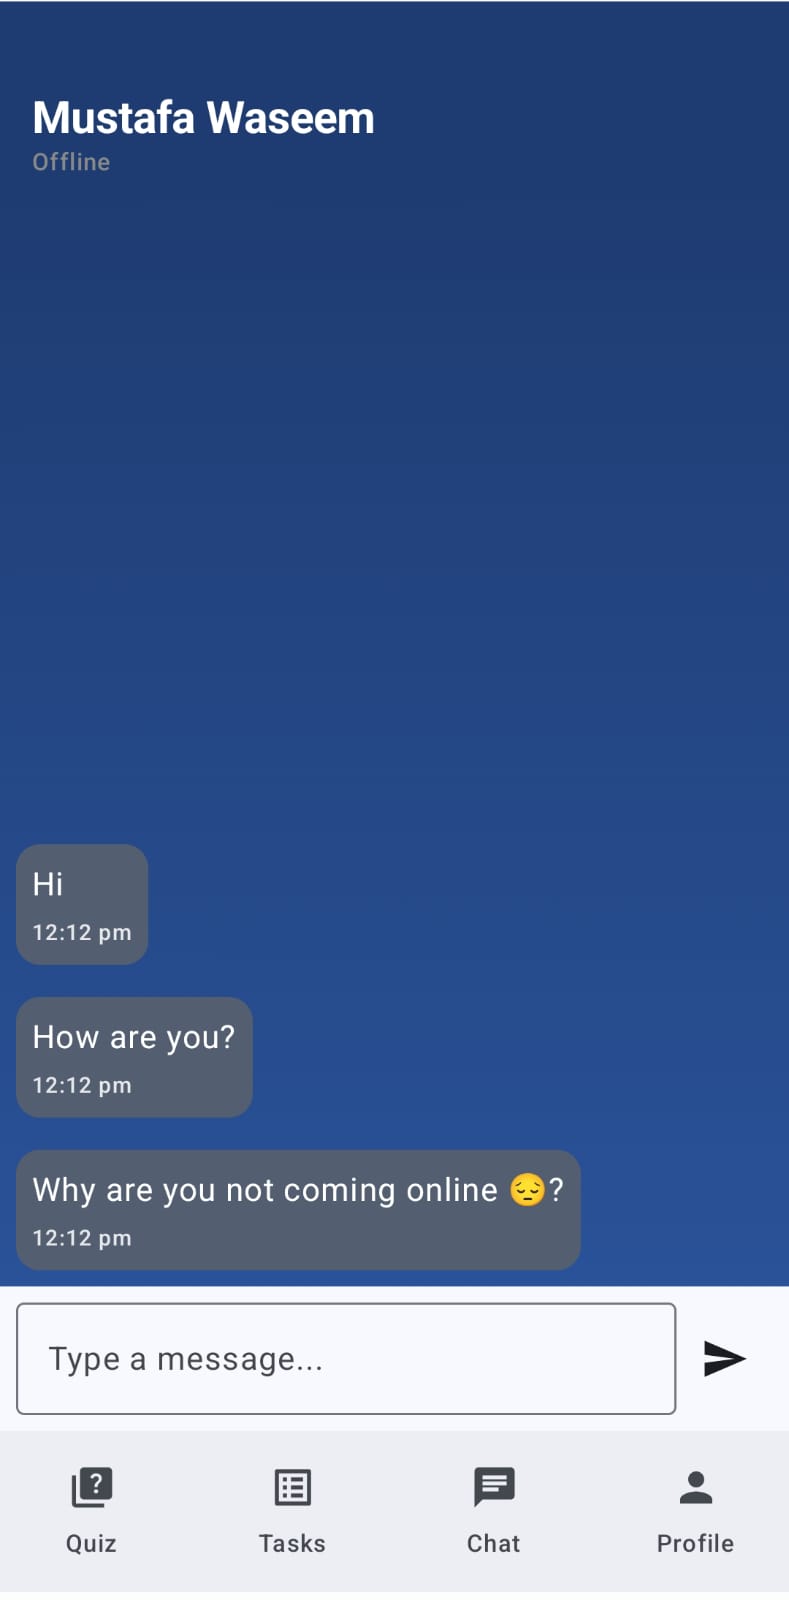 Mustafa Waseem
Offline
Hi
12:12 pm
How are you?
12:12 pm
Why are you not coming online 😔?
12:12 pm
Type a message...
?
Quiz
Tasks
Chat
Profile